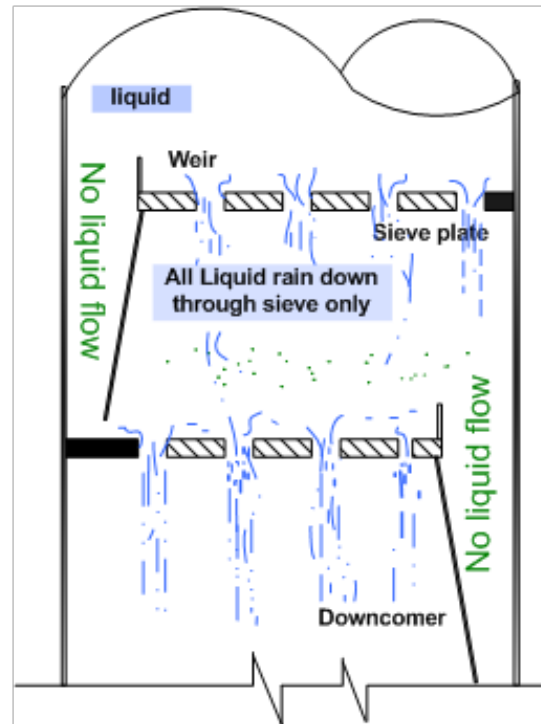 liquid
Weir
No liquid flow
Sieve plate
All Liquid rain down
through sieve only
No liquid flow
Downcomer